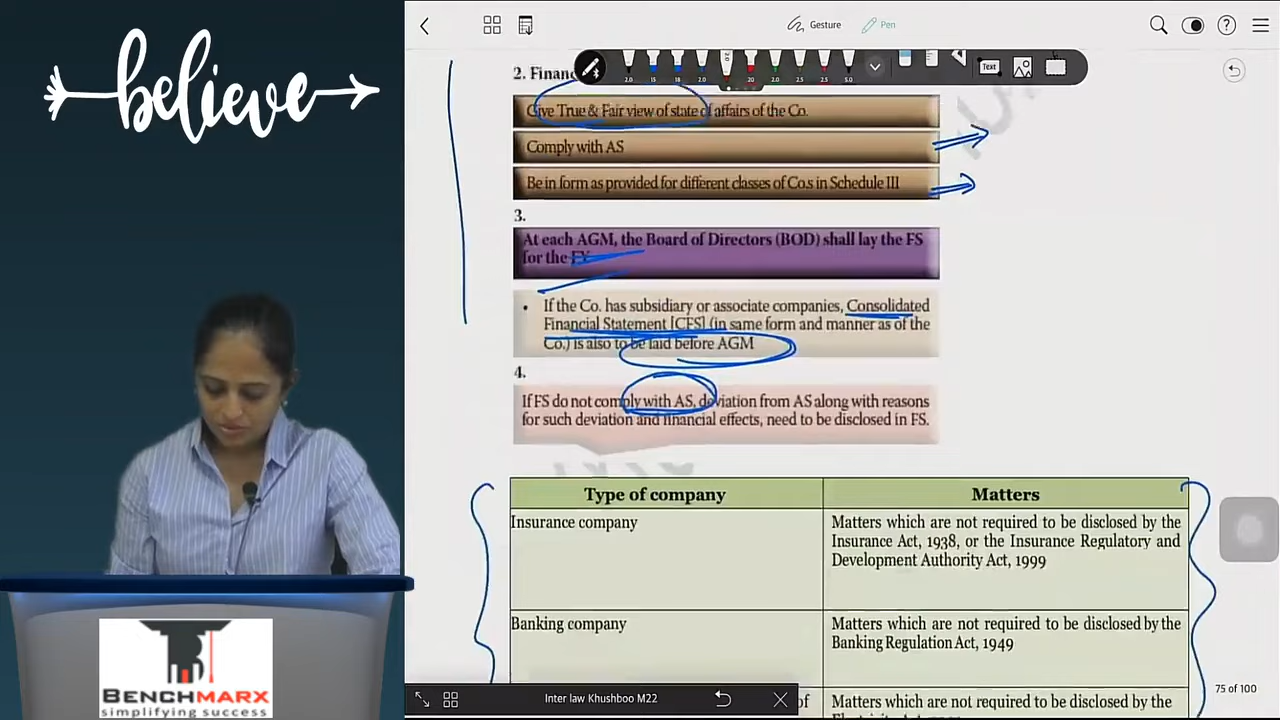 believe
Gesture
Pen
2. Financ
Text
Give True & Fair view of state of affairs of the Co.
Comply with AS
Be in form as provided for different classes of Co.s in Schedule III
3.
At each AGM, the Board of Directors (BOD) shall lay the FS
for the FY
• If the Co. has subsidiary or associate companies, Consolidated
Financial Statement [CFS] (in same form and manner as of the
Co.) is also to be laid before AGM
4.
If FS do not comply with AS, deviation from AS along with reasons
for such deviation and financial effects, need to be disclosed in FS.
Type of company
Matters
Insurance company
Matters which are not required to be disclosed by the
Insurance Act, 1938, or the Insurance Regulatory and
Development Authority Act, 1999
Banking company
Matters which are not required to be disclosed by the
Banking Regulation Act, 1949
of
Matters which are not required to be disclosed by the
Inter law Khushboo M22
75 of 100
BENCHMARX
simplifying success